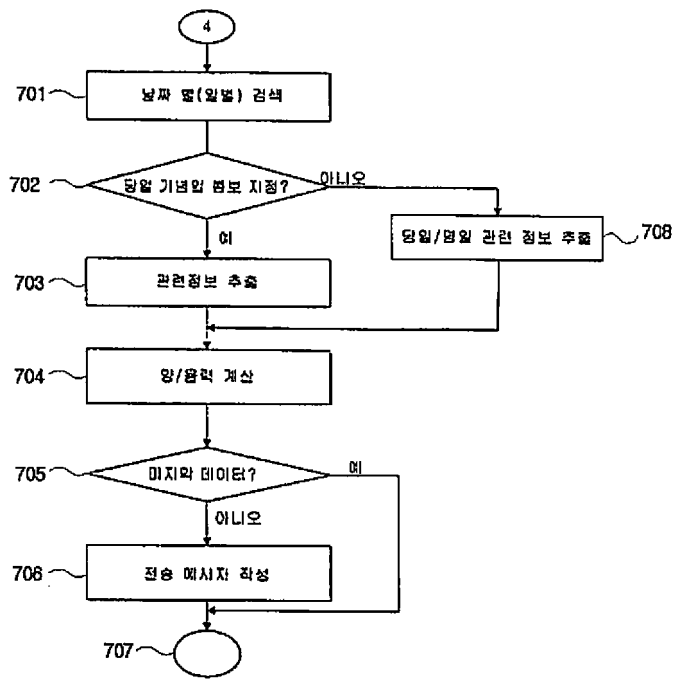 4
701
날짜 별(일별) 검색
702
당일 기념일 통보 지정?
아니오
예
708
당일/명일 관련 정보 추출
703
관련정보 추출
704
양/음력 계산
705
마지막 데이터?
예
아니오
706
전송 메시지 작성
707